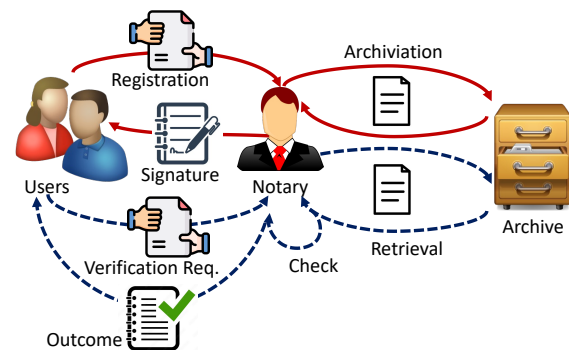 Registration
Archiviation
Signature
Users
Notary
Archive
Verification Req.
Check
Retrieval
Outcome